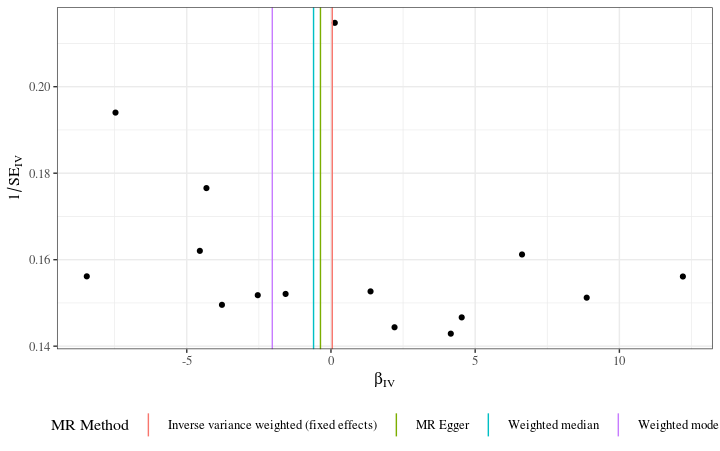 0.20
0.18
0.16
0.14
1/SE_IV
-5 0 5 10
β_IV
MR Method Inverse variance weighted (fixed effects) MR Egger Weighted median Weighted mode